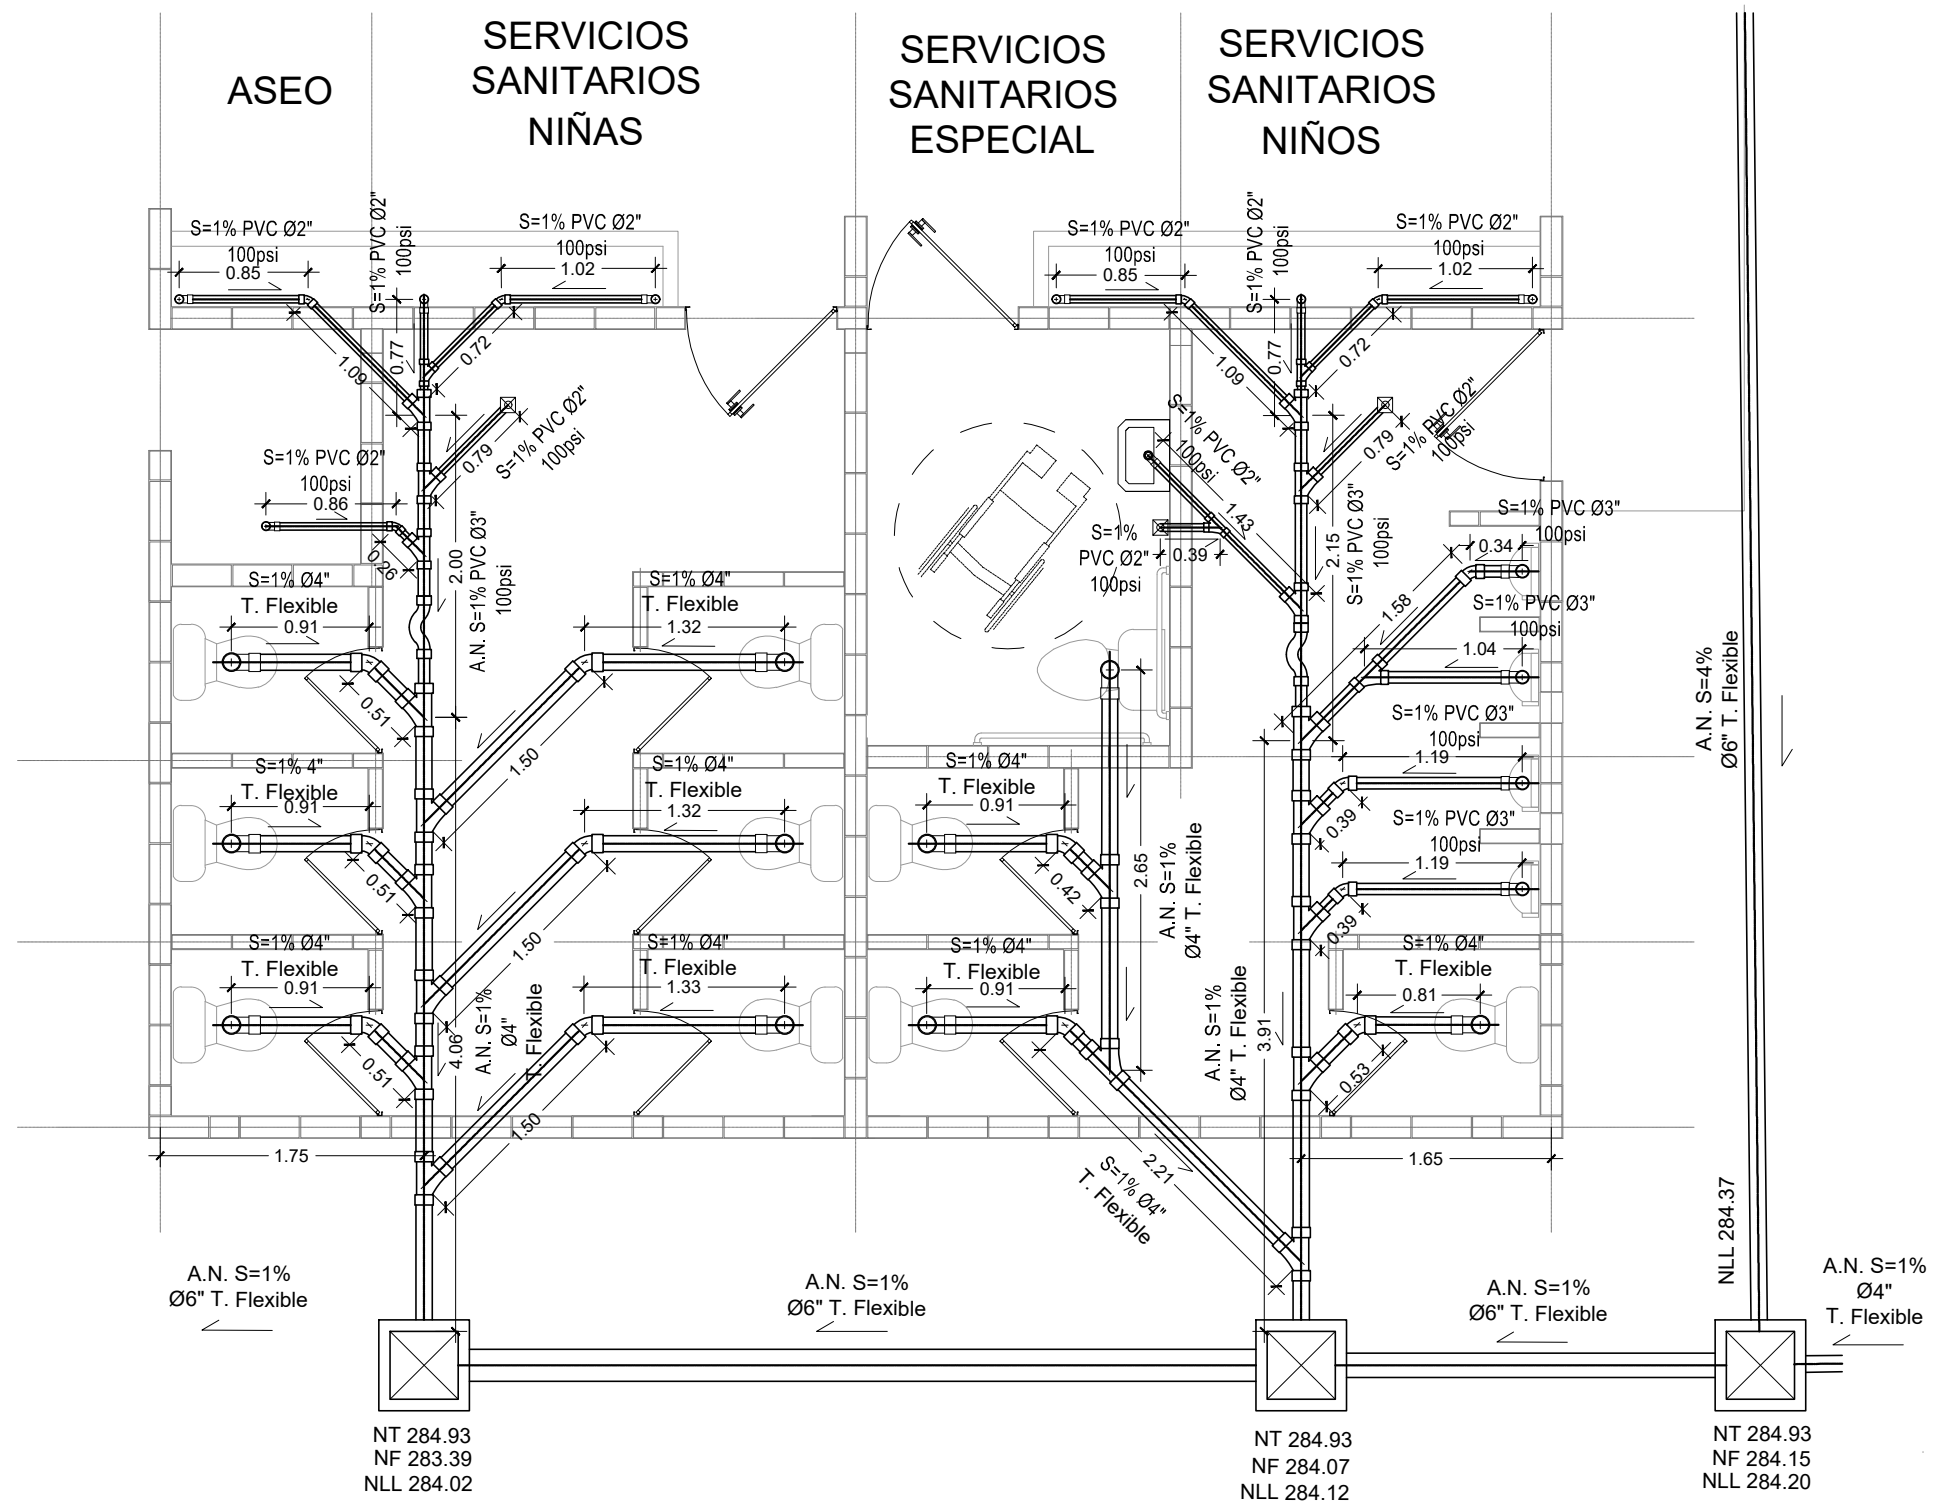 ASEO
SERVICIOS
SANITARIOS
NIÑAS
SERVICIOS
SANITARIOS
ESPECIAL
SERVICIOS
SANITARIOS
NIÑOS
S=1% PVC Ø2"
100psi
0.85
S=1% PVC Ø2"
100psi
S=1% PVC Ø2"
100psi
1.02
1.09
0.77
0.72
S=1% PVC Ø2"
100psi
0.79
S=1% PVC Ø2"
100psi
0.86
0.26
2.00
A.N. S=1% PVC Ø3"
100psi
S=1% PVC Ø2"
100psi
0.85
S=1% PVC Ø2"
100psi
S=1% PVC Ø2"
100psi
1.02
1.09
0.77
0.72
S=1% PVC Ø2"
100psi
0.79
S=1% PVC Ø2"
100psi
1.43
S=1%
PVC Ø2"
100psi
0.39
2.15
S=1% PVC Ø3"
100psi
S=1% PVC Ø3"
100psi
0.34
1.58
S=1% PVC Ø3"
100psi
1.04
S=1% PVC Ø3"
100psi
1.19
0.39
S=1% PVC Ø3"
100psi
1.19
0.39
S=1% Ø4"
T. Flexible
0.91
0.51
S=1% Ø4"
T. Flexible
1.32
1.50
S=1% 4"
T. Flexible
0.91
0.51
S=1% Ø4"
T. Flexible
1.32
1.50
S=1% Ø4"
T. Flexible
0.91
0.51
S=1% Ø4"
T. Flexible
1.33
1.50
4.06
A.N. S=1%
Ø4"
T. Flexible
S=1% Ø4"
T. Flexible
0.91
0.42
2.65
A.N. S=1%
Ø4" T. Flexible
S=1% Ø4"
T. Flexible
0.91
2.21
S=1% Ø4"
T. Flexible
A.N. S=1%
Ø4" T. Flexible
3.91
S=1% Ø4"
T. Flexible
0.81
0.53
A.N. S=4%
Ø6" T. Flexible
1.75
1.65
NLL 284.37
A.N. S=1%
Ø6" T. Flexible
A.N. S=1%
Ø6" T. Flexible
A.N. S=1%
Ø6" T. Flexible
A.N. S=1%
Ø4"
T. Flexible
NT 284.93
NF 283.39
NLL 284.02
NT 284.93
NF 284.07
NLL 284.12
NT 284.93
NF 284.15
NLL 284.20